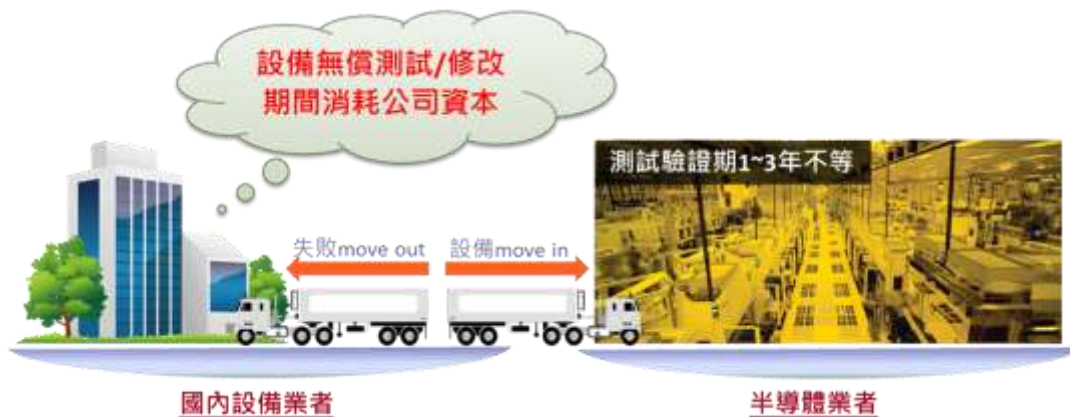 設備無償測試/修改
期間消耗公司資本
測試驗證期1~3年不等
失敗move out
設備move in
國內設備業者
半導體業者